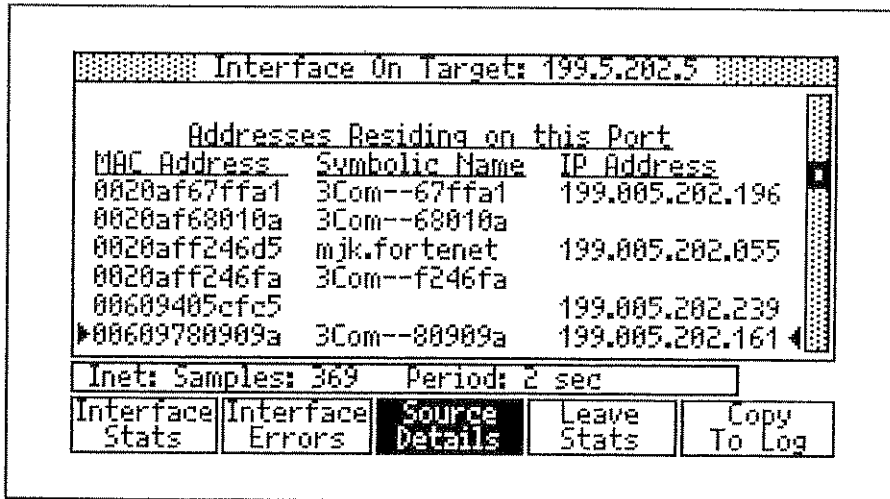 Interface On Target: 199.5.202.5
Addresses Residing on this Port
MAC Address Symbolic Name IP Address
0020af67ffa1 3Com--67ffa1 199.005.202.196
0020af68010a 3Com--68010a
0020aff246d5 mjk.fortenet 199.005.202.055
0020aff246fa 3Com--f246fa
00609405cfc5 199.005.202.239
00609780909a 3Com--80909a 199.005.202.161
Inet: Samples: 369 Period: 2 sec
Interface Stats
Interface Errors
Source Details
Leave Stats
Copy To Log